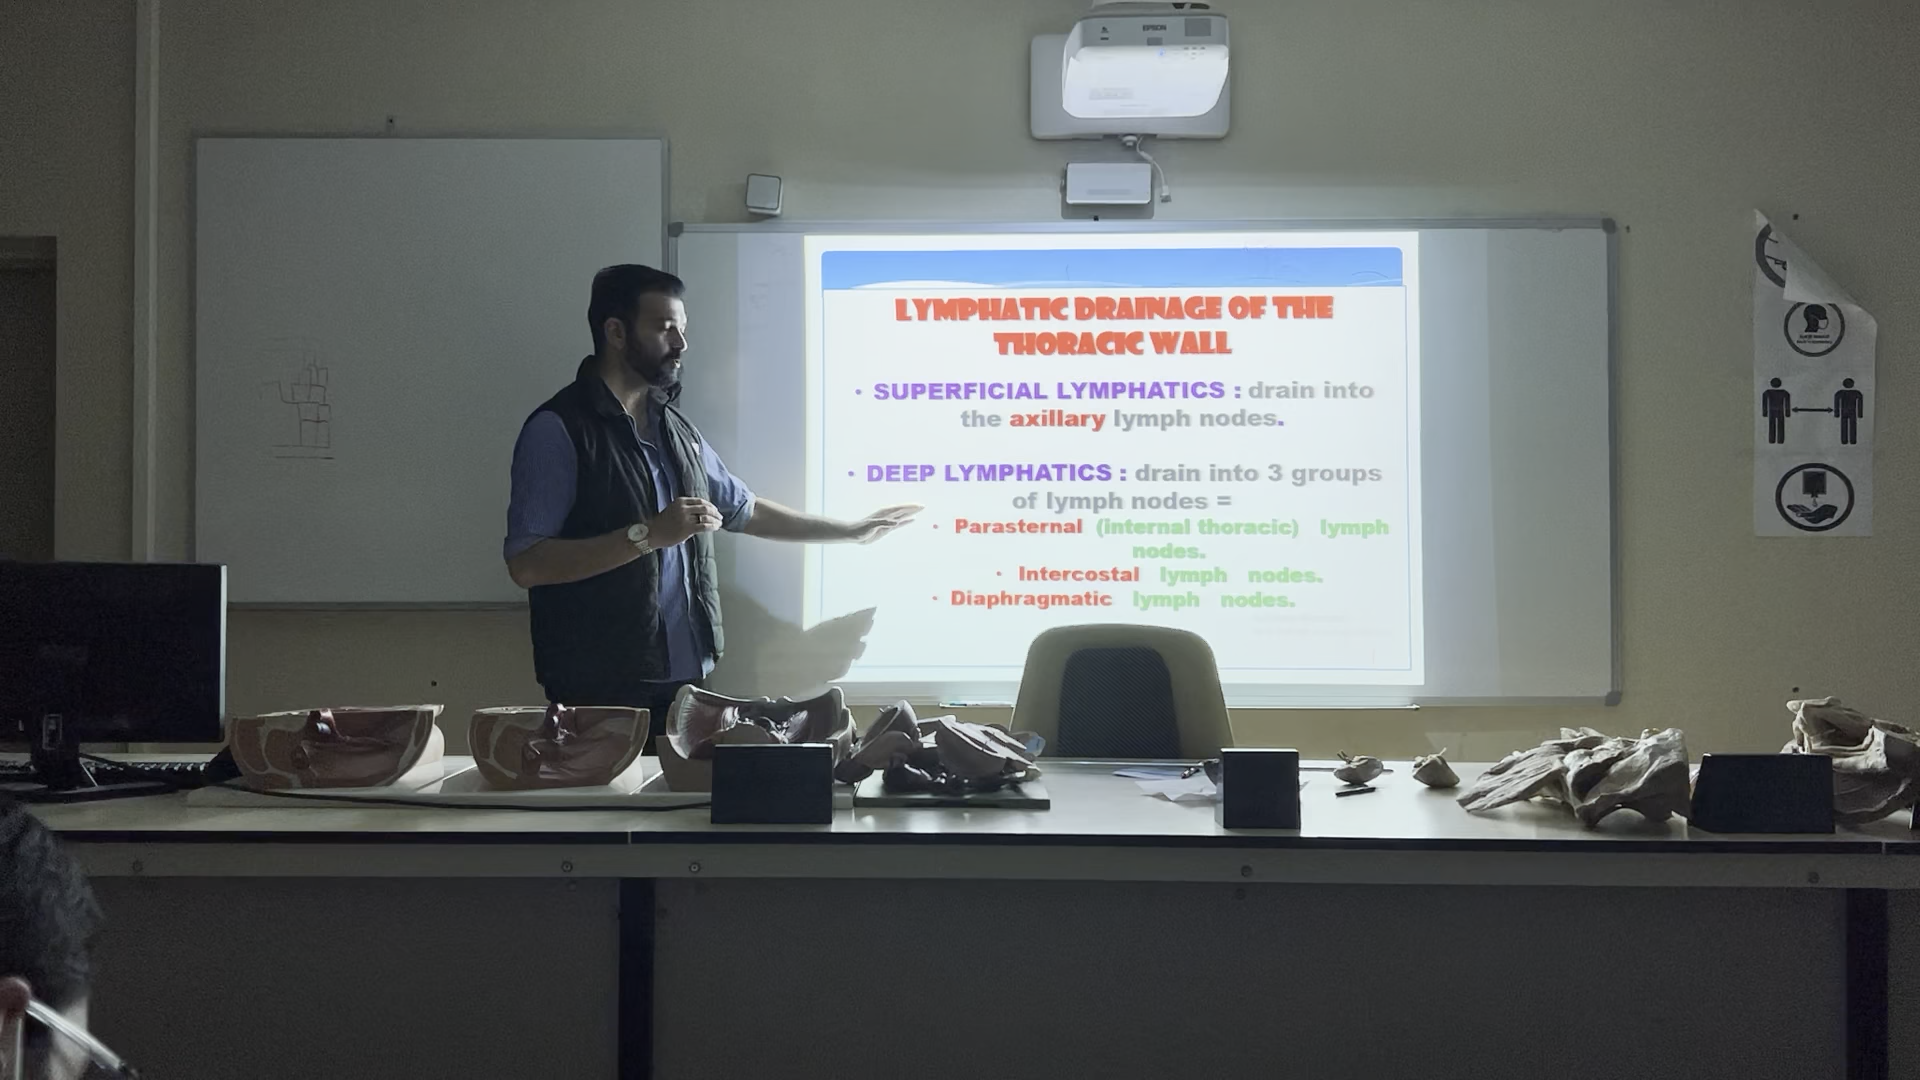 EPSON
LYMPHATIC DRAINAGE OF THE
THORACIC WALL
• SUPERFICIAL LYMPHATICS : drain into
the axillary lymph nodes.
• DEEP LYMPHATICS : drain into 3 groups
of lymph nodes =
• Parasternal (internal thoracic) lymph
nodes.
• Intercostal lymph nodes.
• Diaphragmatic lymph nodes.